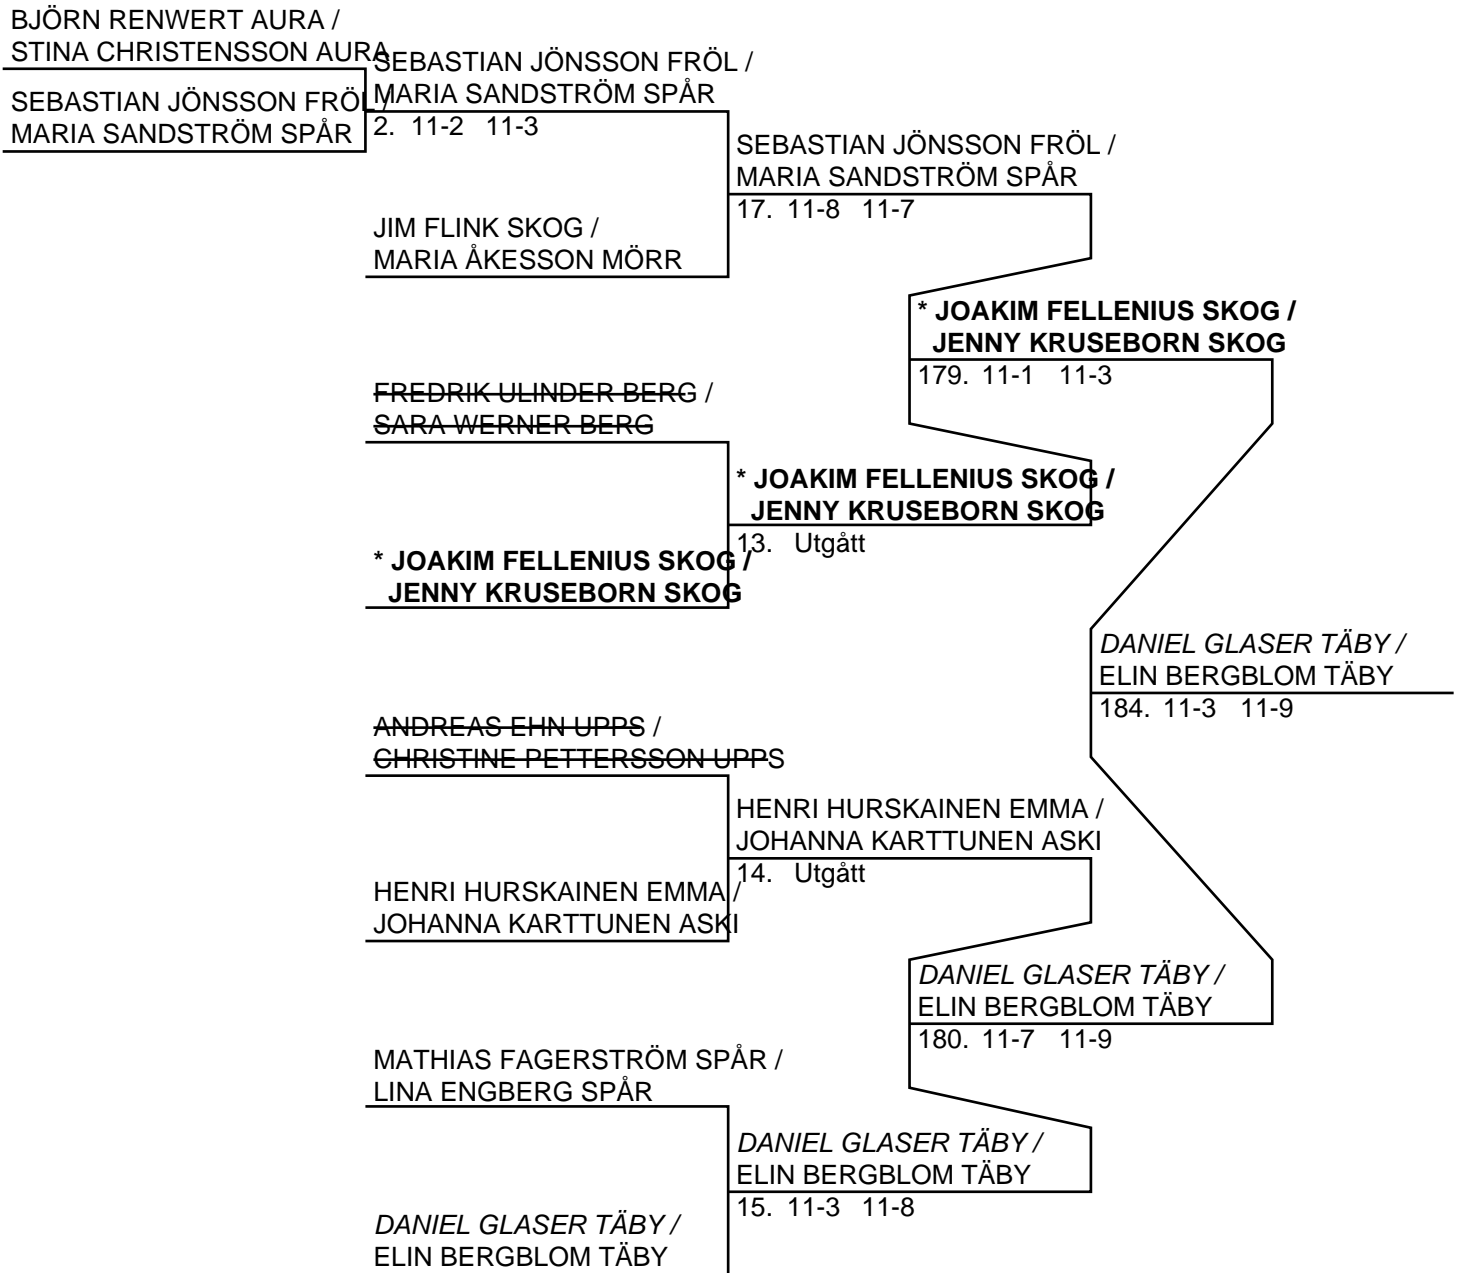 BJÖRN RENWERT AURA /
STINA CHRISTENSSON AURA
SEBASTIAN JÖNSSON FRÖL /
MARIA SANDSTRÖM SPÅR
SEBASTIAN JÖNSSON FRÖL /
MARIA SANDSTRÖM SPÅR
2. 11-2 11-3
JIM FLINK SKOG /
MARIA ÅKESSON MÖRR
SEBASTIAN JÖNSSON FRÖL /
MARIA SANDSTRÖM SPÅR
17. 11-8 11-7
FREDRIK ULINDER BERG /
SARA WERNER BERG
* JOAKIM FELLENIUS SKOG /
JENNY KRUSEBORN SKOG
* JOAKIM FELLENIUS SKOG /
JENNY KRUSEBORN SKOG
13. Utgått
* JOAKIM FELLENIUS SKOG /
JENNY KRUSEBORN SKOG
179. 11-1 11-3
ANDREAS EHN UPPS /
CHRISTINE PETTERSSON UPPS
HENRI HURSKAINEN EMMA /
JOHANNA KARTTUNEN ASKI
HENRI HURSKAINEN EMMA /
JOHANNA KARTTUNEN ASKI
14. Utgått
MATHIAS FAGERSTRÖM SPÅR /
LINA ENGBERG SPÅR
DANIEL GLASER TÄBY /
ELIN BERGBLOM TÄBY
DANIEL GLASER TÄBY /
ELIN BERGBLOM TÄBY
15. 11-3 11-8
DANIEL GLASER TÄBY /
ELIN BERGBLOM TÄBY
180. 11-7 11-9
DANIEL GLASER TÄBY /
ELIN BERGBLOM TÄBY
184. 11-3 11-9